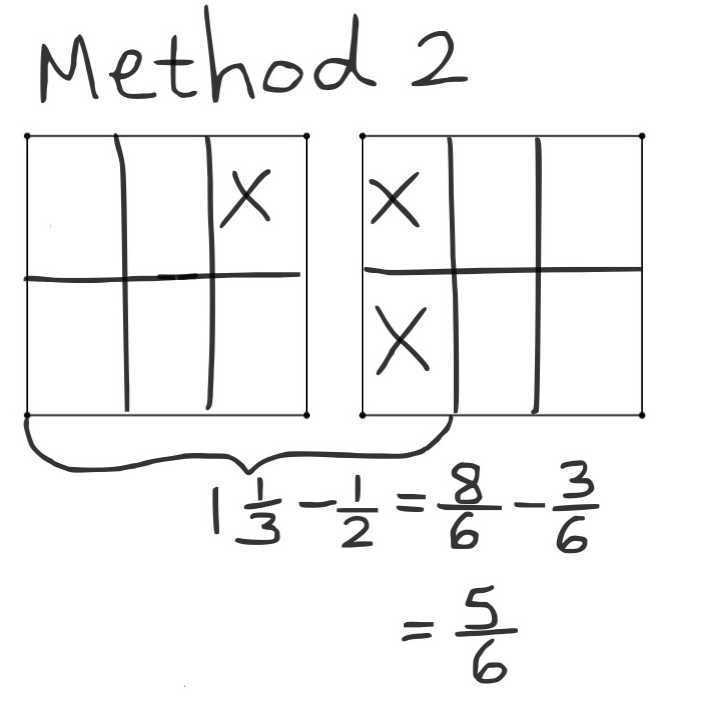 Method 2
X X
X
1 1/3 - 1/2 = 8/6 - 3/6
= 5/6